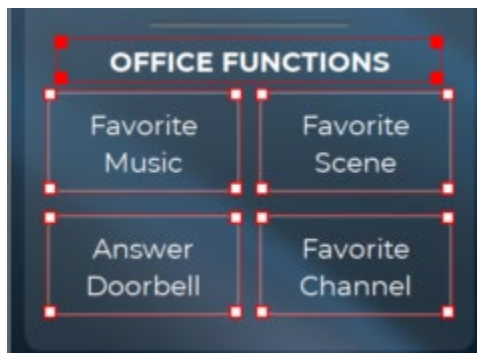 OFFICE FUNCTIONS
Favorite
Music
Favorite
Scene
Answer
Doorbell
Favorite
Channel